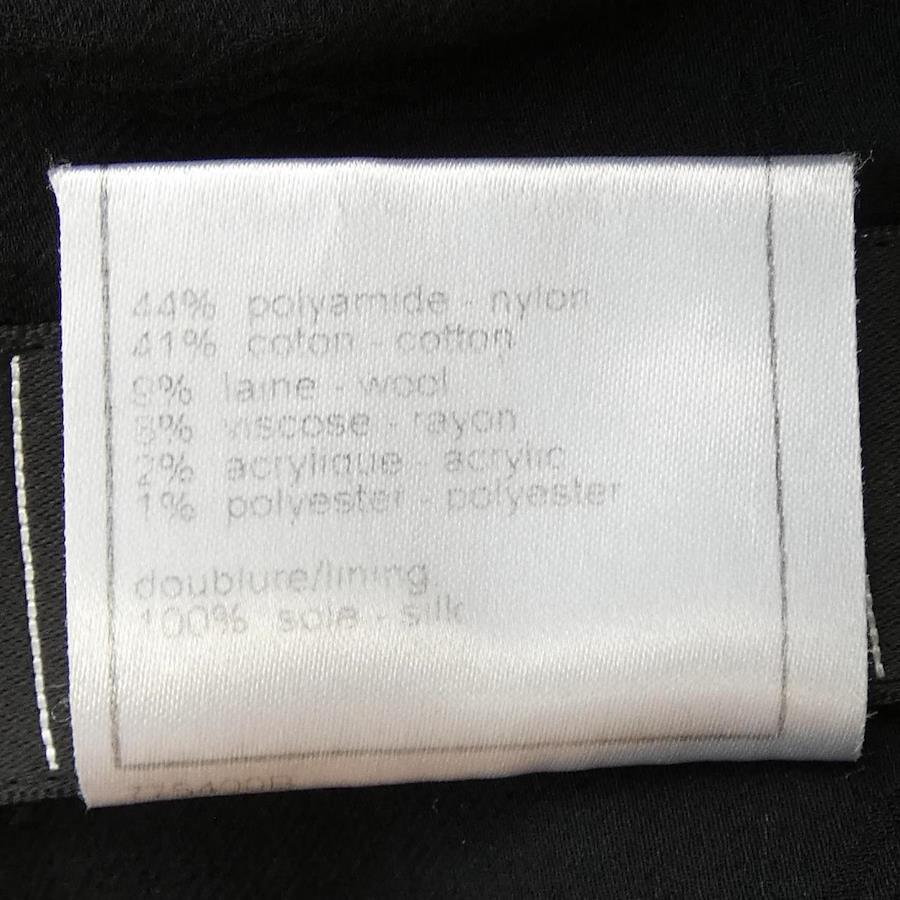 44% polyamide - nylon
41% coton - cotton
9% laine - wool
3% viscose - rayon
2% acrylique - acrylic
1% polyester - polyester
doublure/lining
100% soie - silk